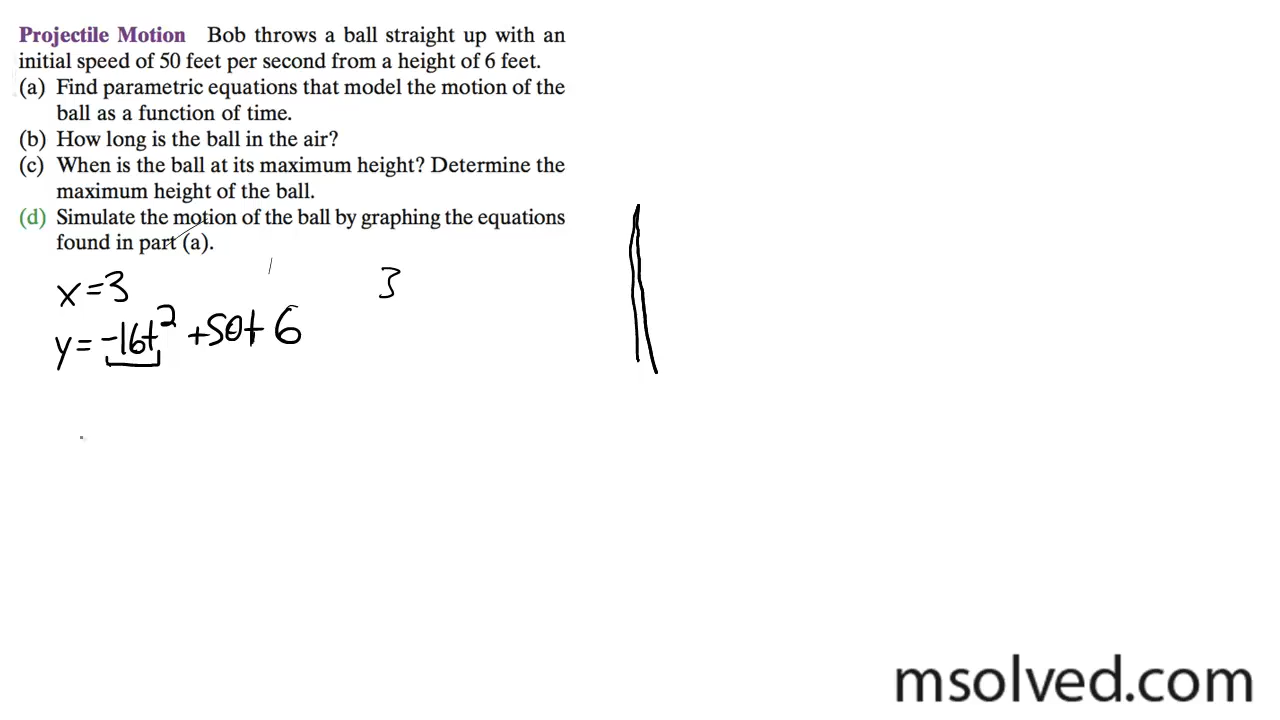 Projectile Motion Bob throws a ball straight up with an
initial speed of 50 feet per second from a height of 6 feet.
(a) Find parametric equations that model the motion of the
ball as a function of time.
(b) How long is the ball in the air?
(c) When is the ball at its maximum height? Determine the
maximum height of the ball.
(d) Simulate the motion of the ball by graphing the equations
found in part (a).
x=3
3
y=-16t² +50t 6
msolved.com